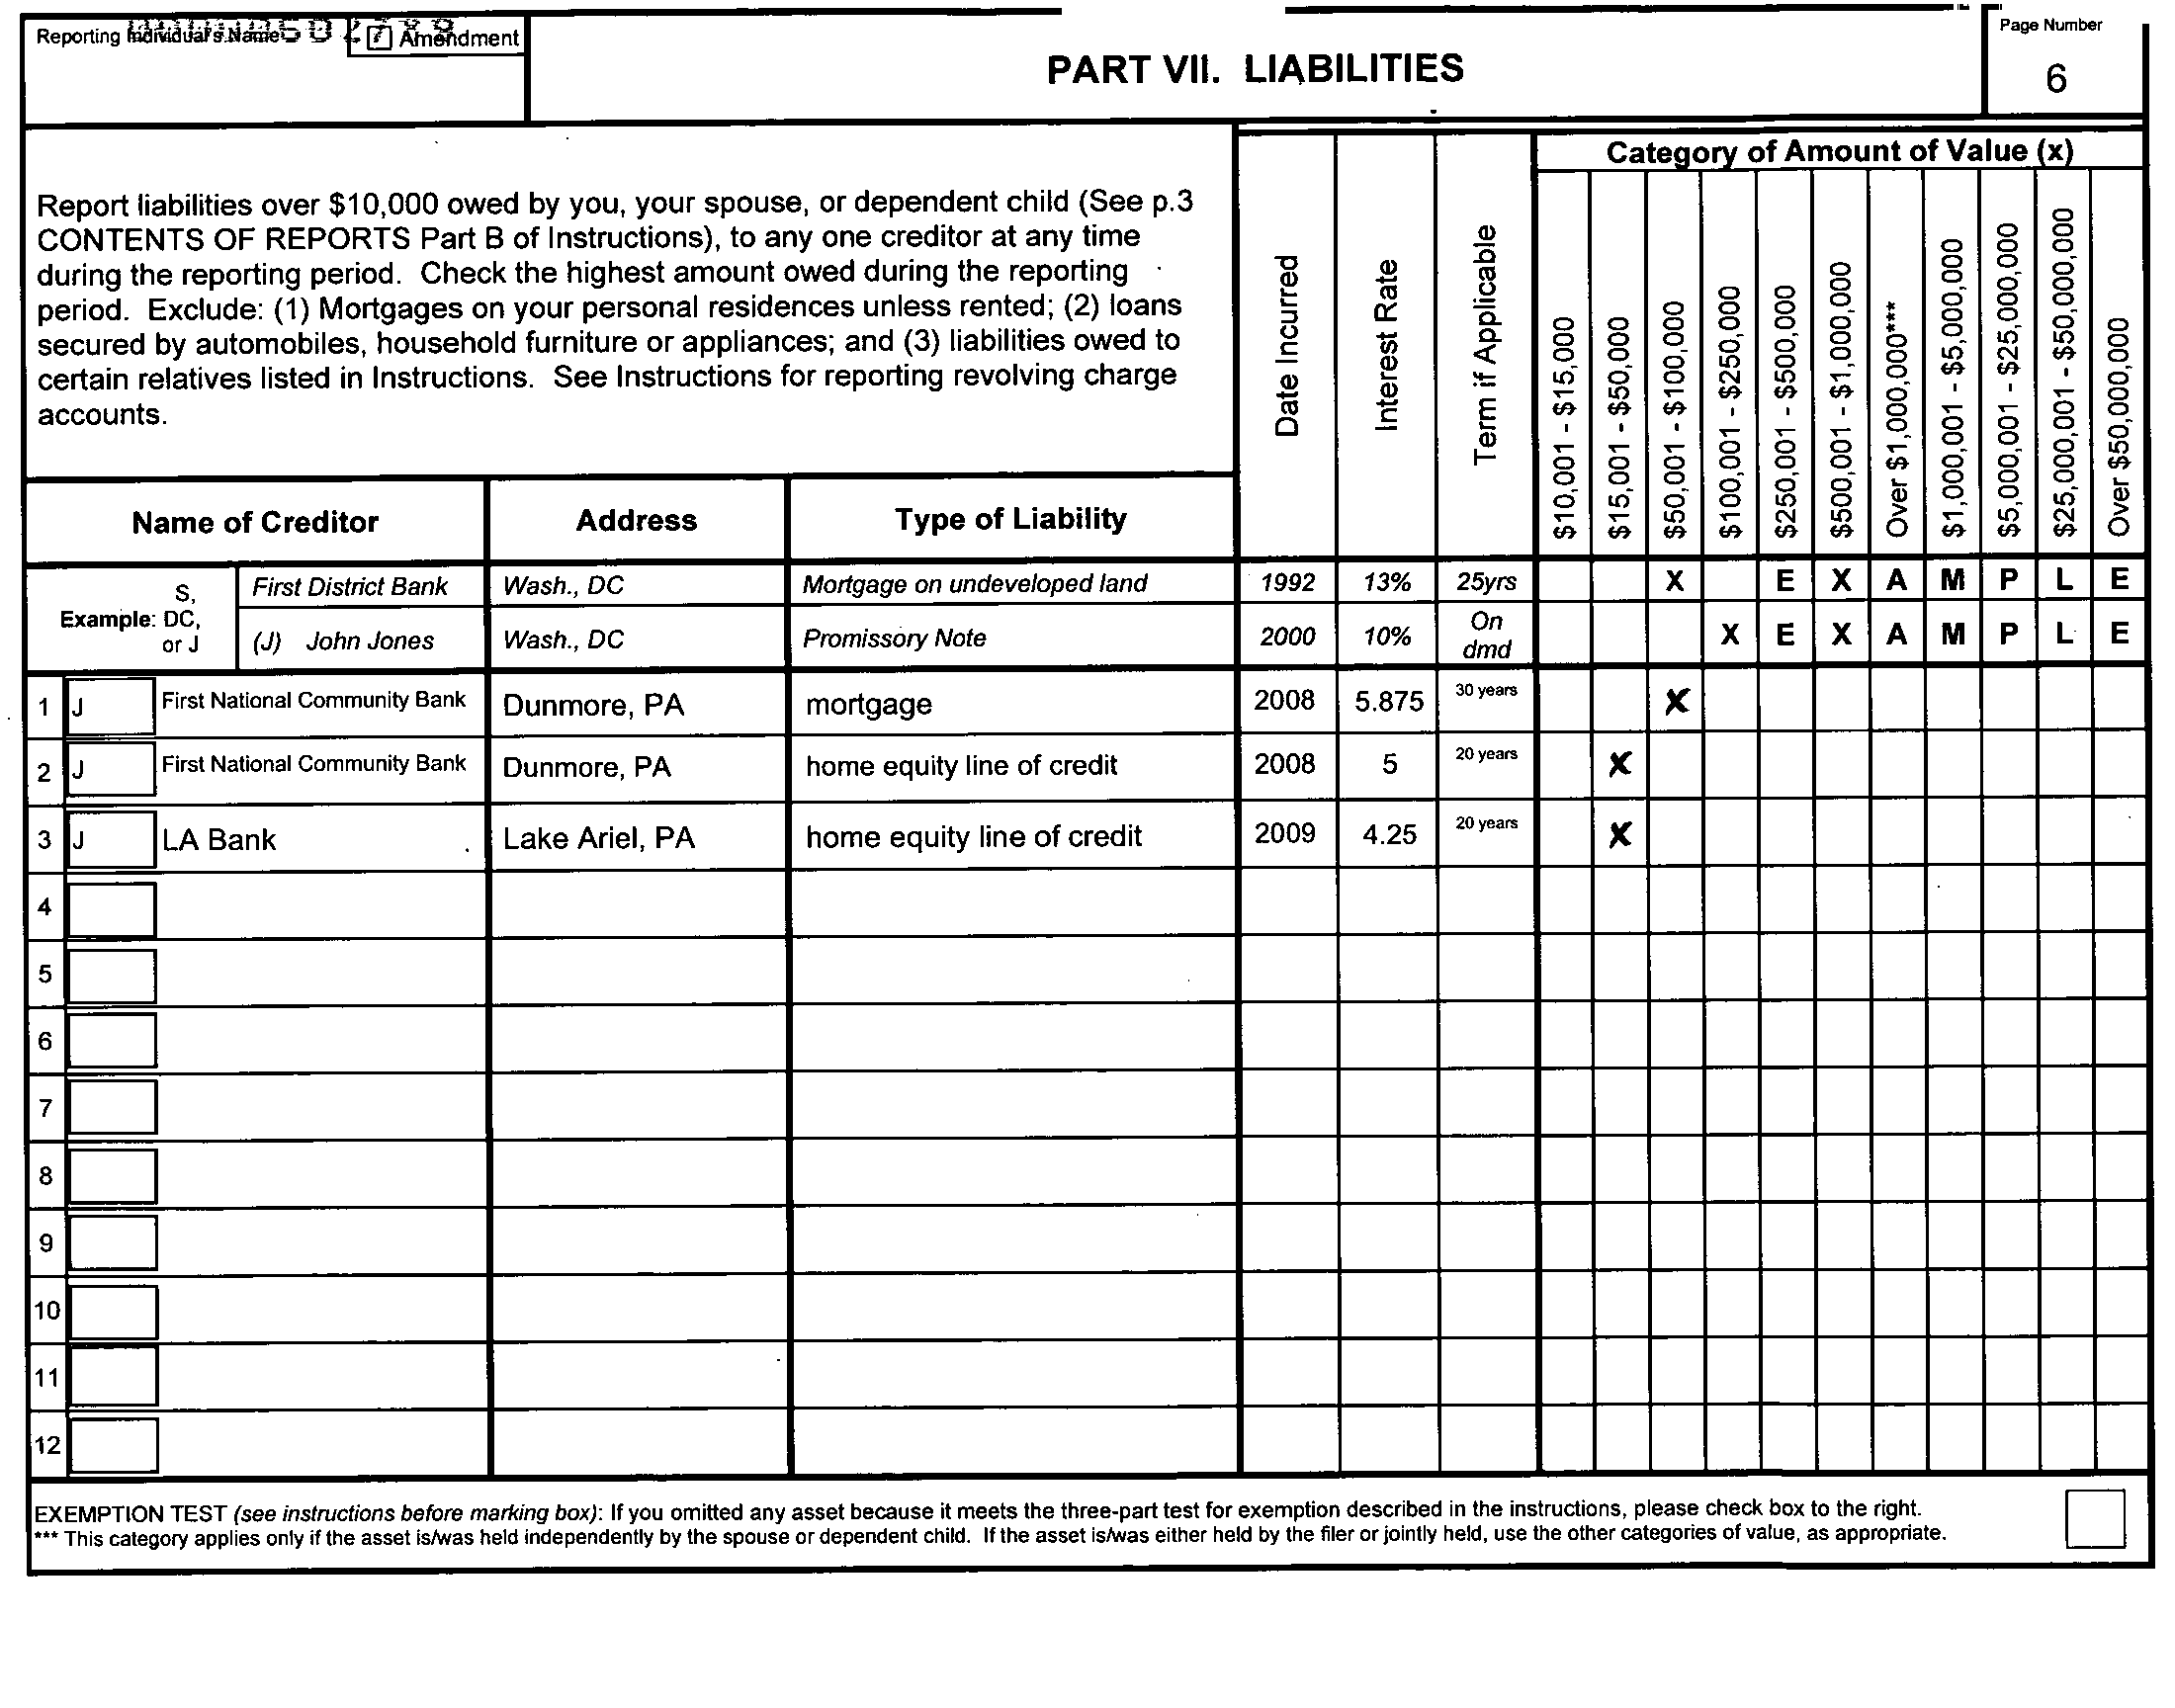 Reporting Individual's Name
Amendment
PART VII. LIABILITIES
Page Number
6
Report liabilities over $10,000 owed by you, your spouse, or dependent child (See p.3
CONTENTS OF REPORTS Part B of Instructions), to any one creditor at any time
during the reporting period. Check the highest amount owed during the reporting
period. Exclude: (1) Mortgages on your personal residences unless rented; (2) loans
secured by automobiles, household furniture or appliances; and (3) liabilities owed to
certain relatives listed in Instructions. See Instructions for reporting revolving charge
accounts.
Date Incurred
Interest Rate
Term if Applicable
Category of Amount of Value (x)
$10,001 - $15,000
$15,001 - $50,000
$50,001 - $100,000
$100,001 - $250,000
$250,001 - $500,000
$500,001 - $1,000,000
Over $1,000,000***
$1,000,001 - $5,000,000
$5,000,001 - $25,000,000
$25,000,001 - $50,000,000
Over $50,000,000
Name of Creditor Address Type of Liability
Example: S, DC, or J
First District Bank Wash., DC Mortgage on undeveloped land 1992 13% 25yrs X E X A M P L E
(J) John Jones Wash., DC Promissory Note 2000 10% On dmd X E X A M P L E
1 J First National Community Bank Dunmore, PA mortgage 2008 5.875 30 years X
2 J First National Community Bank Dunmore, PA home equity line of credit 2008 5 20 years X
3 J LA Bank Lake Ariel, PA home equity line of credit 2009 4.25 20 years X
4
5
6
7
8
9
10
11
12
EXEMPTION TEST (see instructions before marking box): If you omitted any asset because it meets the three-part test for exemption described in the instructions, please check box to the right.
*** This category applies only if the asset is/was held independently by the spouse or dependent child. If the asset is/was either held by the filer or jointly held, use the other categories of value, as appropriate.